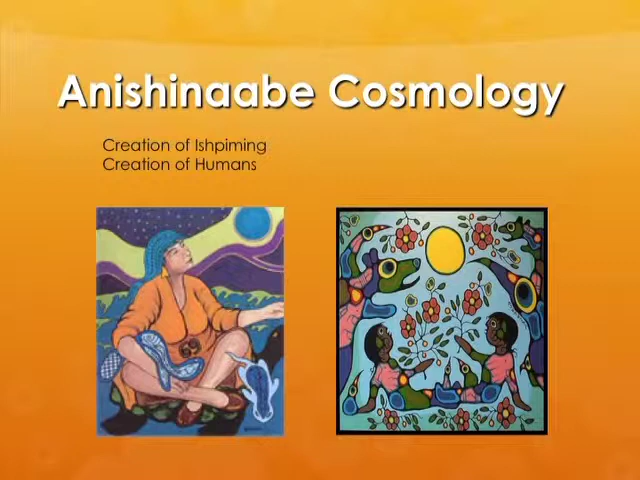 Anishinaabe Cosmology
Creation of Ishpiming
Creation of Humans